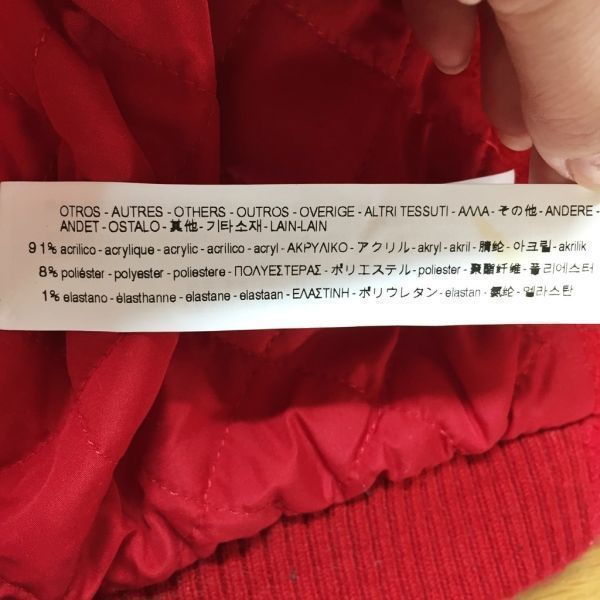 OTROS - AUTRES - OTHERS - OUTROS - OVERIGE - ALTRI TESSUTI - ΑΛΛΑ - その他 - ANDERE -
ANDET - OSTALO - 其他 - 기타소재 - LAIN-LAIN
91% acrilico - acrylique - acrylic - acrilico - acryl - ΑΚΡΥΛΙΚΟ - アクリル - akryl - akril - 腈纶 - 아크릴 - akrilik
8% poliéster - polyester - poliestere - ΠΟΛΥΕΣΤΕΡΑΣ - ポリエステル - poliester - 聚酯纤维 - 폴리에스터
1% elastano - élasthanne - elastane - elastaan - ΕΛΑΣΤΙΝΗ - ポリウレタン - elastan - 氨纶 - 엘라스탄